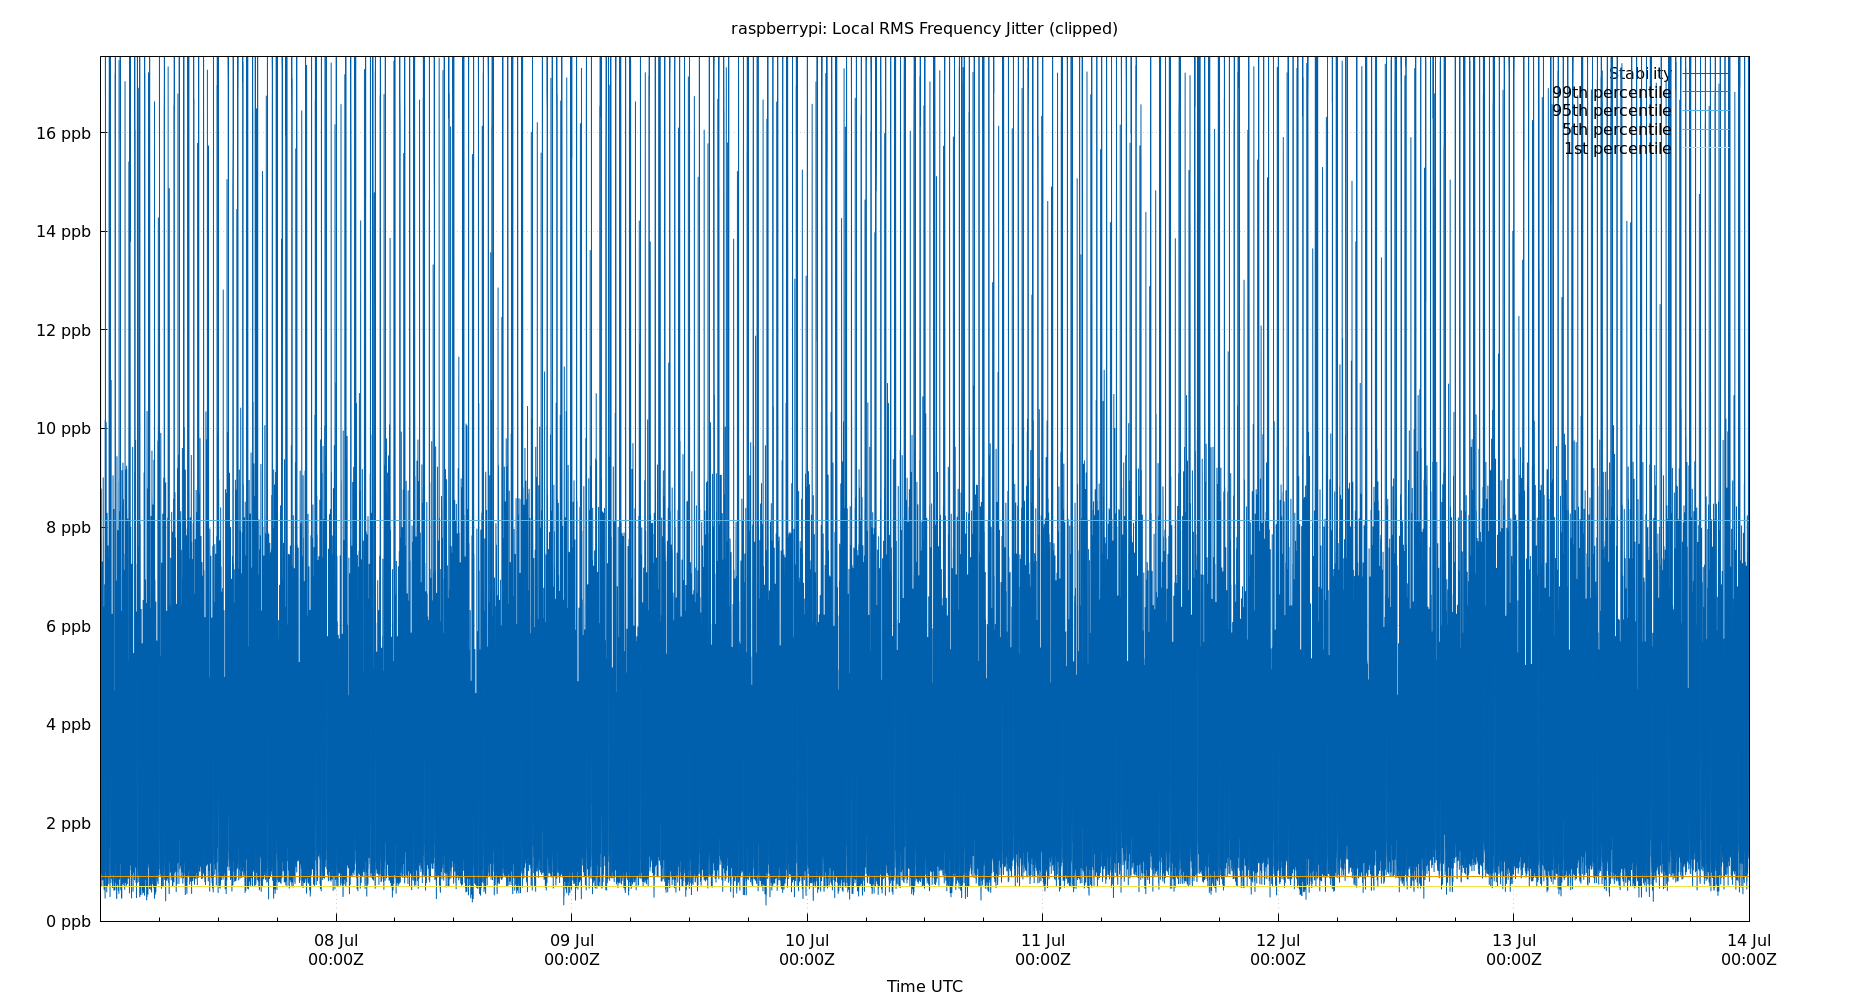 raspberrypi: Local RMS Frequency Jitter (clipped)
Stability
99th percentile
95th percentile
5th percentile
1st percentile
16 ppb
14 ppb
12 ppb
10 ppb
8 ppb
6 ppb
4 ppb
2 ppb
0 ppb
08 Jul
00:00Z
09 Jul
00:00Z
10 Jul
00:00Z
11 Jul
00:00Z
12 Jul
00:00Z
13 Jul
00:00Z
14 Jul
00:00Z
Time UTC